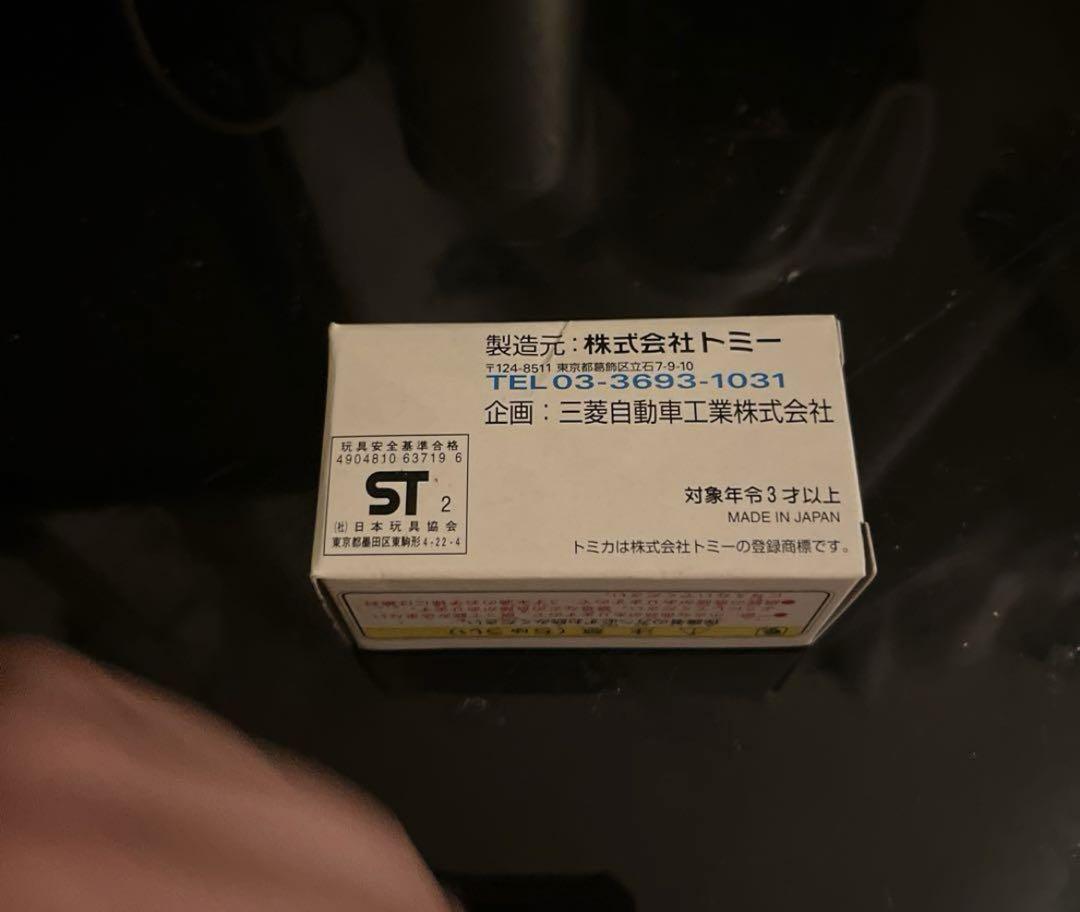 製造元：株式会社トミー
〒124-8511 東京都葛飾区立石7-9-10
TEL 03-3693-1031
企画：三菱自動車工業株式会社
玩具安全基準合格
4904810 63719 6
ST 2
(社)日本玩具協会
東京都墨田区東駒形4-22-4
対象年令3才以上
MADE IN JAPAN
トミカは株式会社トミーの登録商標です。